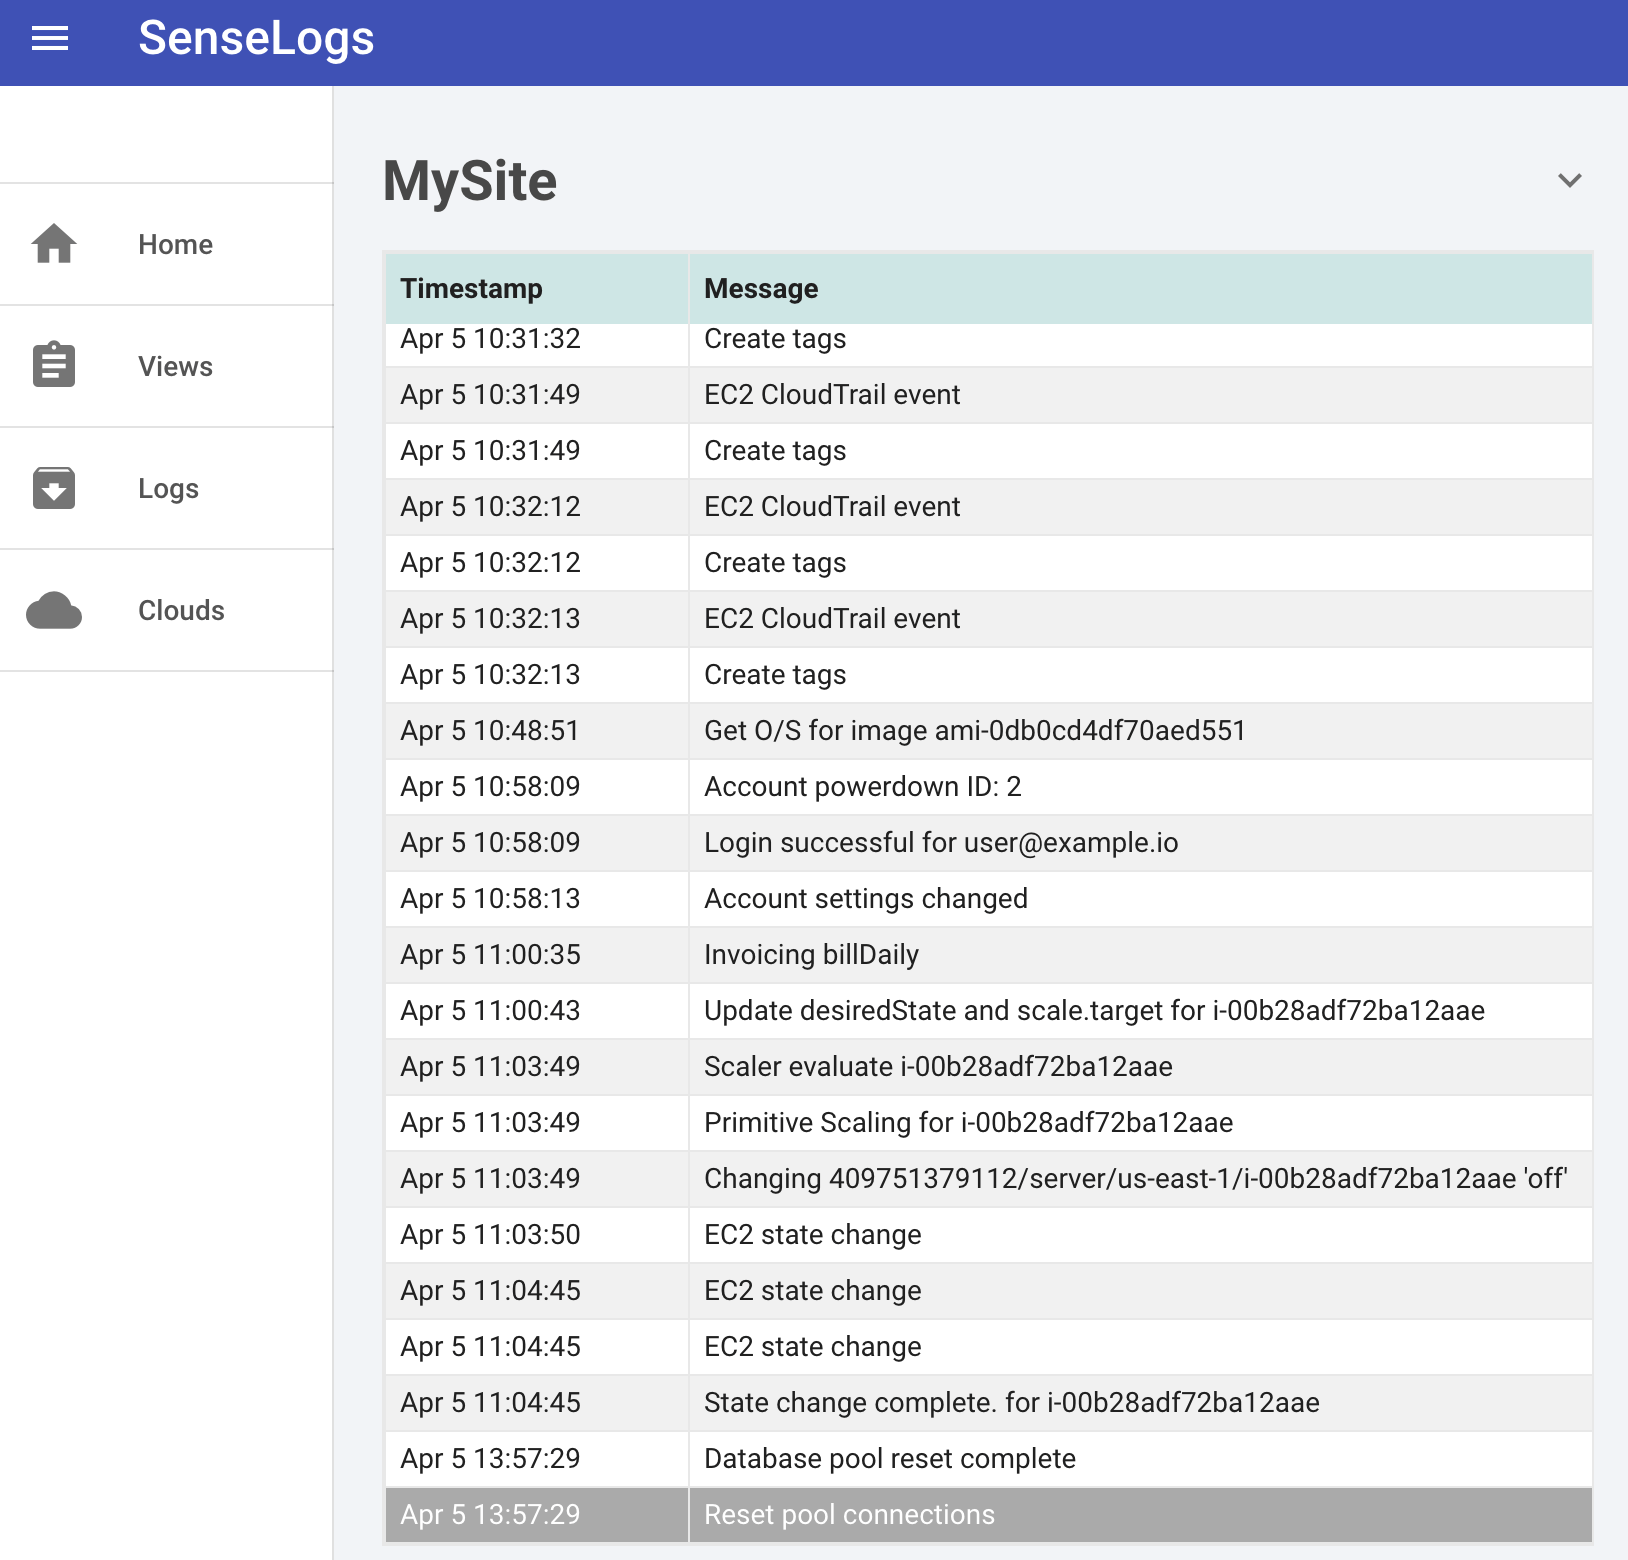 SenseLogs
Home
Views
Logs
Clouds
MySite
Timestamp Message
Apr 5 10:31:32 Create tags
Apr 5 10:31:49 EC2 CloudTrail event
Apr 5 10:31:49 Create tags
Apr 5 10:32:12 EC2 CloudTrail event
Apr 5 10:32:12 Create tags
Apr 5 10:32:13 EC2 CloudTrail event
Apr 5 10:32:13 Create tags
Apr 5 10:48:51 Get O/S for image ami-0db0cd4df70aed551
Apr 5 10:58:09 Account powerdown ID: 2
Apr 5 10:58:09 Login successful for user@example.io
Apr 5 10:58:13 Account settings changed
Apr 5 11:00:35 Invoicing billDaily
Apr 5 11:00:43 Update desiredState and scale.target for i-00b28adf72ba12aae
Apr 5 11:03:49 Scaler evaluate i-00b28adf72ba12aae
Apr 5 11:03:49 Primitive Scaling for i-00b28adf72ba12aae
Apr 5 11:03:49 Changing 409751379112/server/us-east-1/i-00b28adf72ba12aae 'off'
Apr 5 11:03:50 EC2 state change
Apr 5 11:04:45 EC2 state change
Apr 5 11:04:45 EC2 state change
Apr 5 11:04:45 State change complete. for i-00b28adf72ba12aae
Apr 5 13:57:29 Database pool reset complete
Apr 5 13:57:29 Reset pool connections